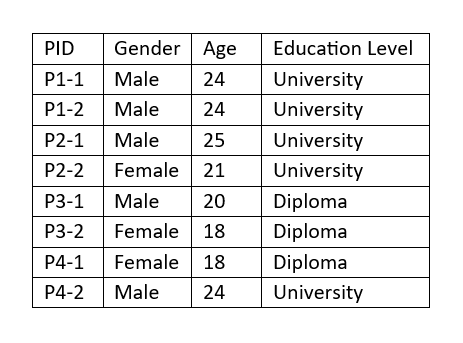 PID Gender Age Education Level
P1-1 Male 24 University
P1-2 Male 24 University
P2-1 Male 25 University
P2-2 Female 21 University
P3-1 Male 20 Diploma
P3-2 Female 18 Diploma
P4-1 Female 18 Diploma
P4-2 Male 24 University